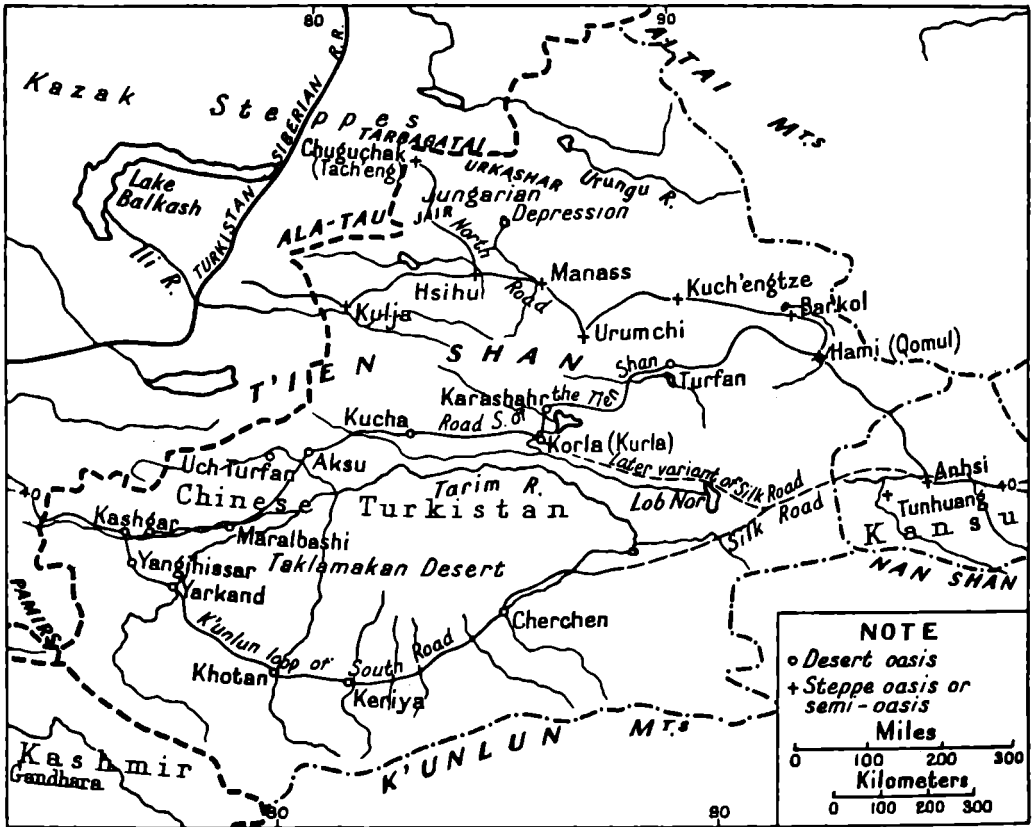 80
90
Kazak Steppes
ALTAI MT.S
TURKISTAN SIBERIAN R.R.
TARBAGATAI
Chuguchak
(Tach'eng)
URKASHAR
Urungu R.
Lake
Balkash
Jungarian
Depression
JAIR
ALA-TAU
North
Road
Ili R.
Hsihu
Manass
Kuch'engtze
Barkol
Kulja
Urumchi
Hami (Qomul)
T'IEN SHAN
Turfan
Karashahr
Road S. of the Tien Shan
Kucha
Korla (Kurla)
Uch Turfan
Aksu
Later variant of Silk Road
Anhsi
40
40
Chinese Turkistan
Tarim R.
Lob Nor
Tunhuang
Silk Road
Kansu
Kashgar
Maralbashi
NAN SHAN
Yangihissar
Taklamakan Desert
Yarkand
PAMIRS
Cherchen
K'unlun loop or South Road
Khotan
Keriya
K'UNLUN MT.S
Kashmir
Gandhara
80
90
NOTE
Desert oasis
Steppe oasis or
semi-oasis
Miles
0 100 200 300
Kilometers
0 100 200 300